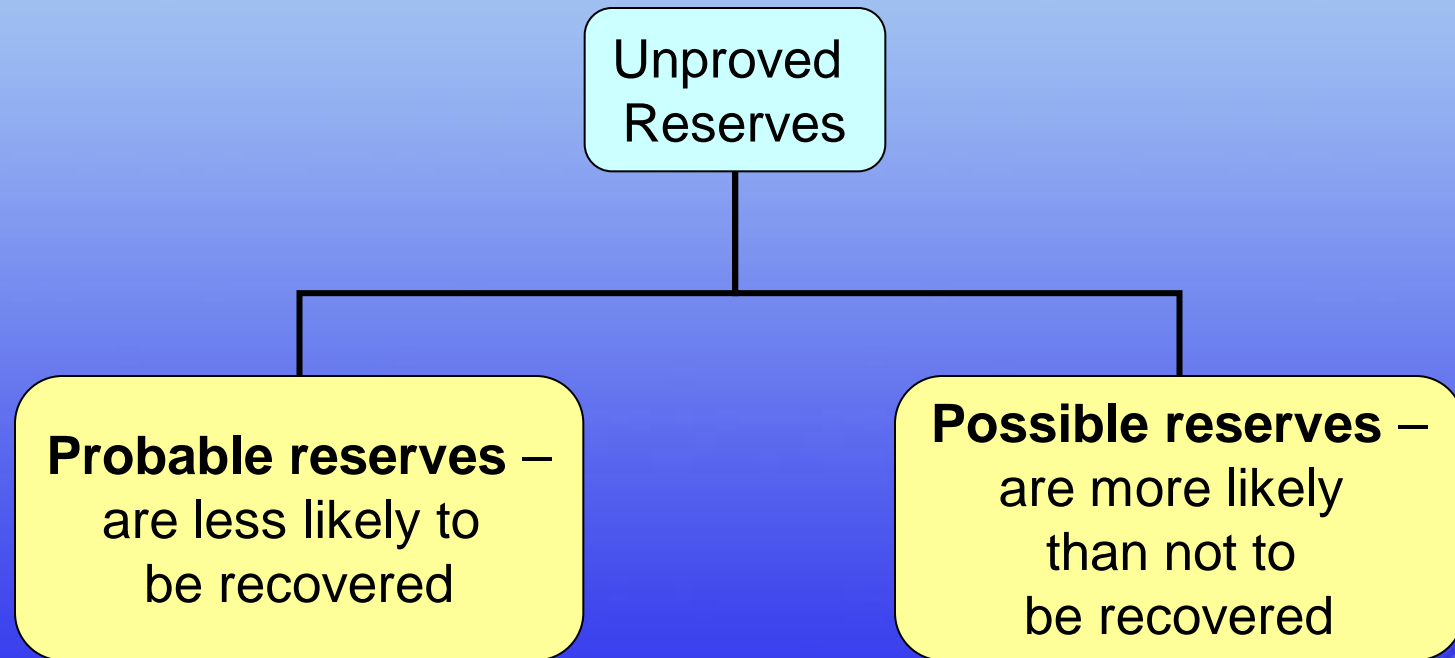 Unproved
Reserves
Probable reserves –
are less likely to
be recovered
Possible reserves –
are more likely
than not to
be recovered